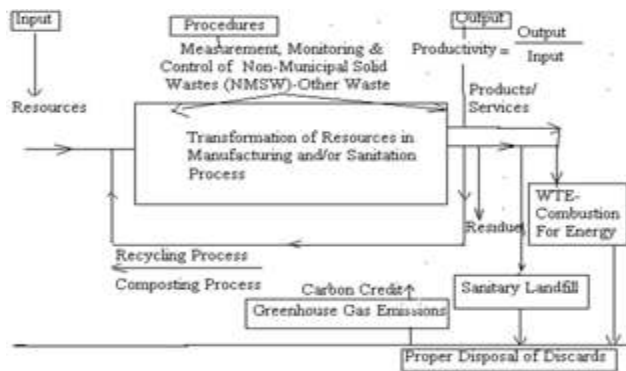 Input
Procedures
Output
Measurement, Monitoring &
Control of Non-Municipal Solid
Wastes (NMSW)-Other Waste
Productivity= Output
Input
Resources
Products/
Services
Transformation of Resources in
Manufacturing and/or Sanitation
Process
WTE-
Combustion
For Energy
Residue
Recycling Process
Composting Process
Carbon Credit
Greenhouse Gas Emissions
Sanitary Landfill
Proper Disposal of Discards